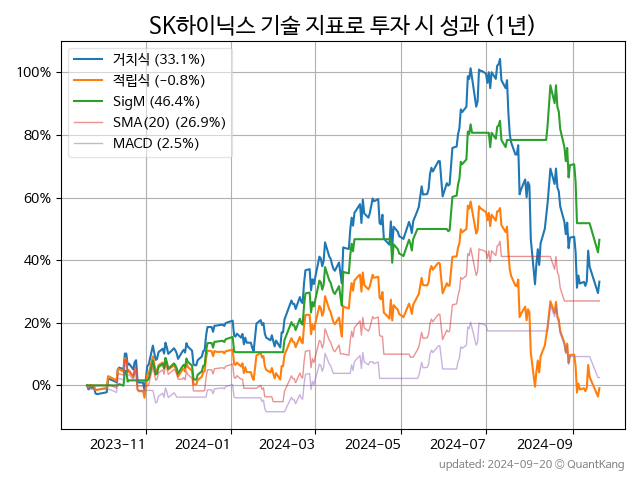 SK하이닉스 기술 지표로 투자 시 성과 (1년)
거치식 (33.1%)
적립식 (−0.8%)
SigM (46.4%)
SMA(20) (26.9%)
MACD (2.5%)
100%
80%
60%
40%
20%
0%
2023-11 2024-01 2024-03 2024-05 2024-07 2024-09
updated: 2024-09-20 © QuantKang